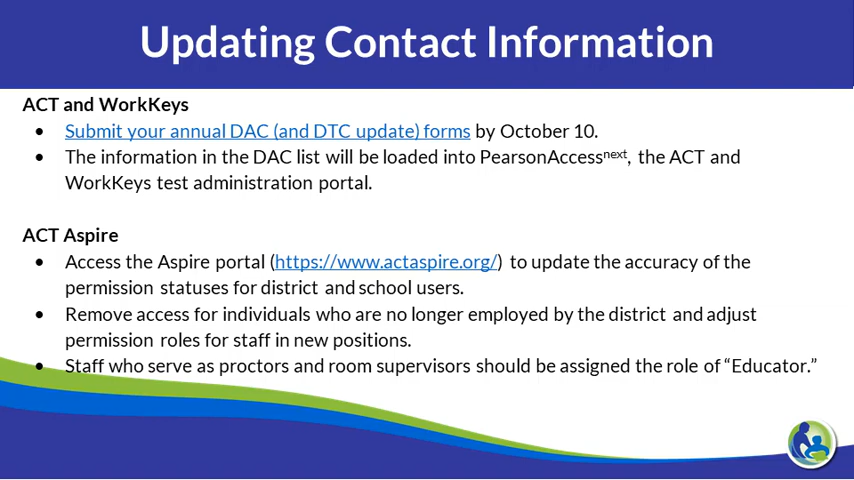 Updating Contact Information
ACT and WorkKeys
• Submit your annual DAC (and DTC update) forms by October 10.
• The information in the DAC list will be loaded into PearsonAccessnext, the ACT and
WorkKeys test administration portal.
ACT Aspire
• Access the Aspire portal (https://www.actaspire.org/) to update the accuracy of the
permission statuses for district and school users.
• Remove access for individuals who are no longer employed by the district and adjust
permission roles for staff in new positions.
• Staff who serve as proctors and room supervisors should be assigned the role of “Educator.”